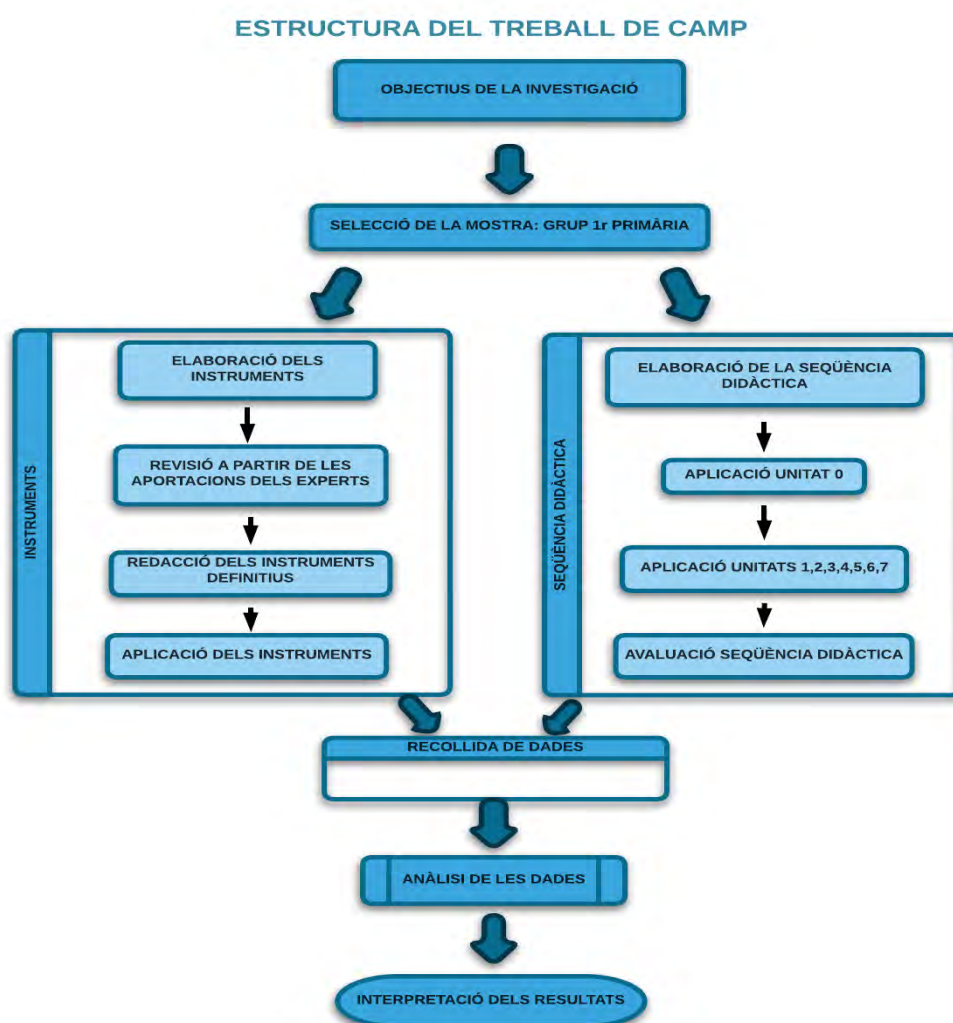 ESTRUCTURA DEL TREBALL DE CAMP
OBJECTIUS DE LA INVESTIGACIÓ
SELECCIÓ DE LA MOSTRA: GRUP 1r PRIMÀRIA
INSTRUMENTS
ELABORACIÓ DELS
INSTRUMENTS
REVISIÓ A PARTIR DE LES
APORTACIONS DELS EXPERTS
REDACCIÓ DELS INSTRUMENTS
DEFINITIUS
APLICACIÓ DELS INSTRUMENTS
SEQÜÈNCIA DIDÀCTICA
ELABORACIÓ DE LA SEQÜÈNCIA
DIDÀCTICA
APLICACIÓ UNITAT 0
APLICACIÓ UNITATS 1,2,3,4,5,6,7
AVALUACIÓ SEQÜÈNCIA DIDÀCTICA
RECOLLIDA DE DADES
ANÀLISI DE LES DADES
INTERPRETACIÓ DELS RESULTATS